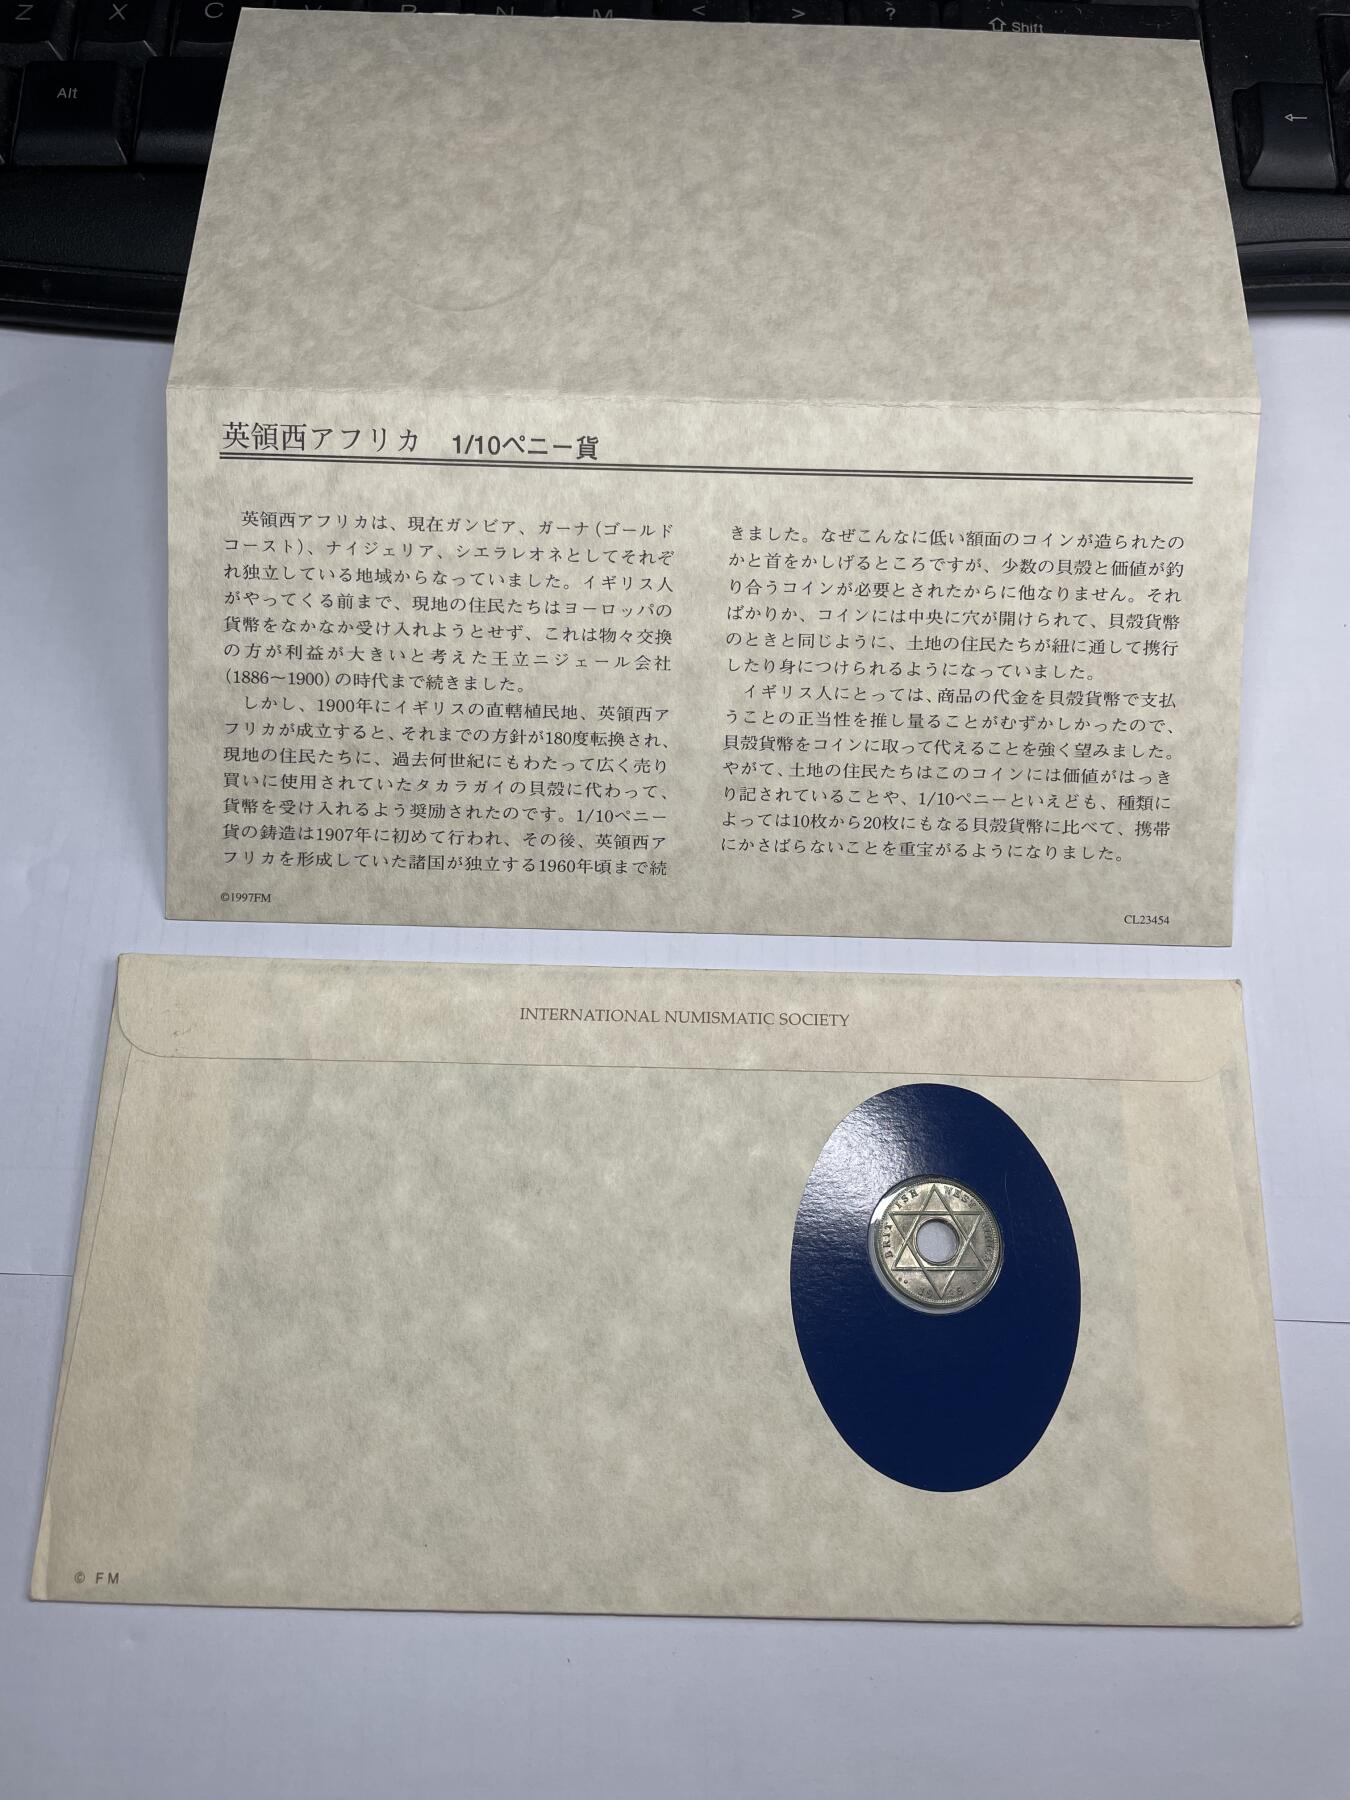 Z X C V B N M < > ? ⇧ Shift
Alt ←
英領西アフリカ 1/10ペニー貨
英領西アフリカは、現在ガンビア、ガーナ(ゴールド
コースト)、ナイジェリア、シエラレオネとしてそれぞ
れ独立している地域からなっていました。イギリス人
がやってくる前まで、現地の住民たちはヨーロッパの
貨幣をなかなか受け入れようとせず、これは物々交換
の方が利益が大きいと考えた王立ニジェール会社
(1886〜1900)の時代まで続きました。
しかし、1900年にイギリスの直轄植民地、英領西ア
フリカが成立すると、それまでの方針が180度転換され、
現地の住民たちに、過去何世紀にもわたって広く売り
買いに使用されていたタカラガイの貝殻に代わって、
貨幣を受け入れるよう奨励されたのです。1/10ペニー
貨の鋳造は1907年に初めて行われ、その後、英領西ア
フリカを形成していた諸国が独立する1960年頃まで続
きました。なぜこんなに低い額面のコインが造られたの
かと首をかしげるところですが、少数の貝殻と価値が釣
り合うコインが必要とされたからに他なりません。それ
ばかりか、コインには中央に穴が開けられて、貝殻貨幣
のときと同じように、土地の住民たちが紐に通して携行
したり身につけられるようになっていました。
イギリス人にとっては、商品の代金を貝殻貨幣で支払
うことの正当性を推し量ることがむずかしかったので、
貝殻貨幣をコインに取って代えることを強く望みました。
やがて、土地の住民たちはこのコインには価値がはっき
り記されていることや、1/10ペニーといえども、種類に
よっては10枚から20枚にもなる貝殻貨幣に比べて、携帯
にかさばらないことを重宝がるようになりました。
©1997FM
CL23454
INTERNATIONAL NUMISMATIC SOCIETY
BRITISH WEST AFRICA
© FM